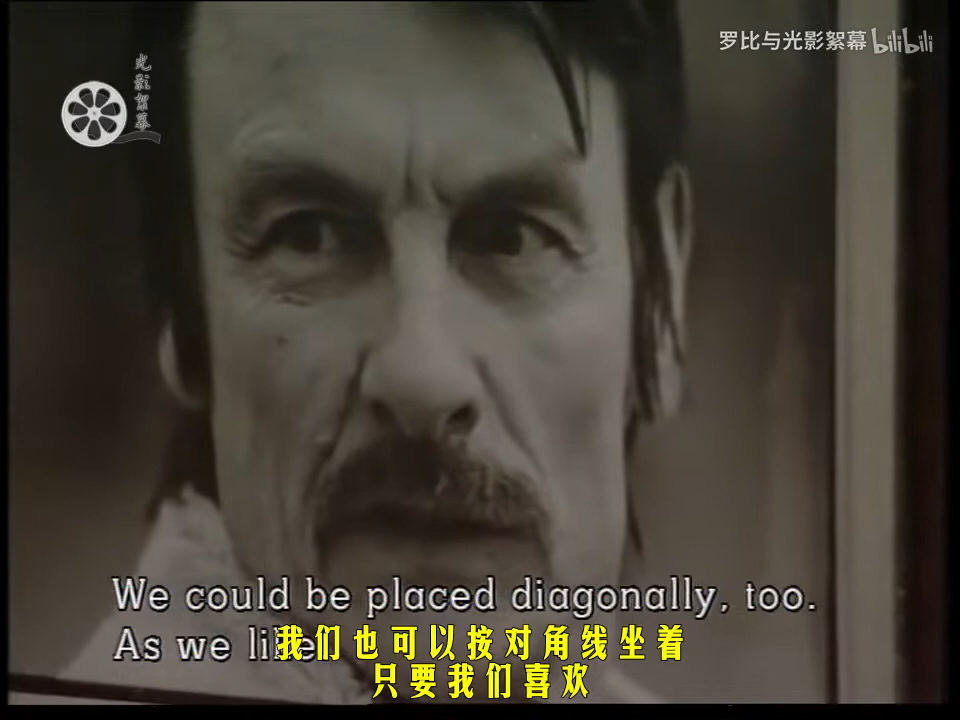 罗比与光影絮幕 bilibili
光影絮幕
We could be placed diagonally, too.
As we like
我们也可以按对角线坐着
只要我们喜欢